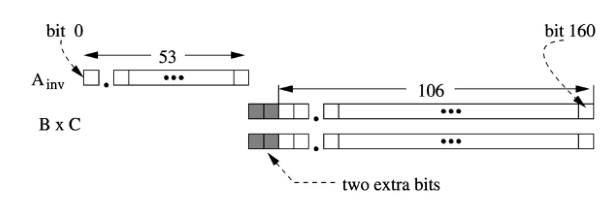 bit 0
bit 160
53
A inv
106
B x C
two extra bits